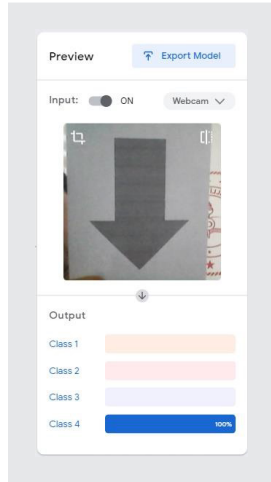 Preview
Export Model
Input: ON Webcam
Output
Class 1
Class 2
Class 3
Class 4 100%